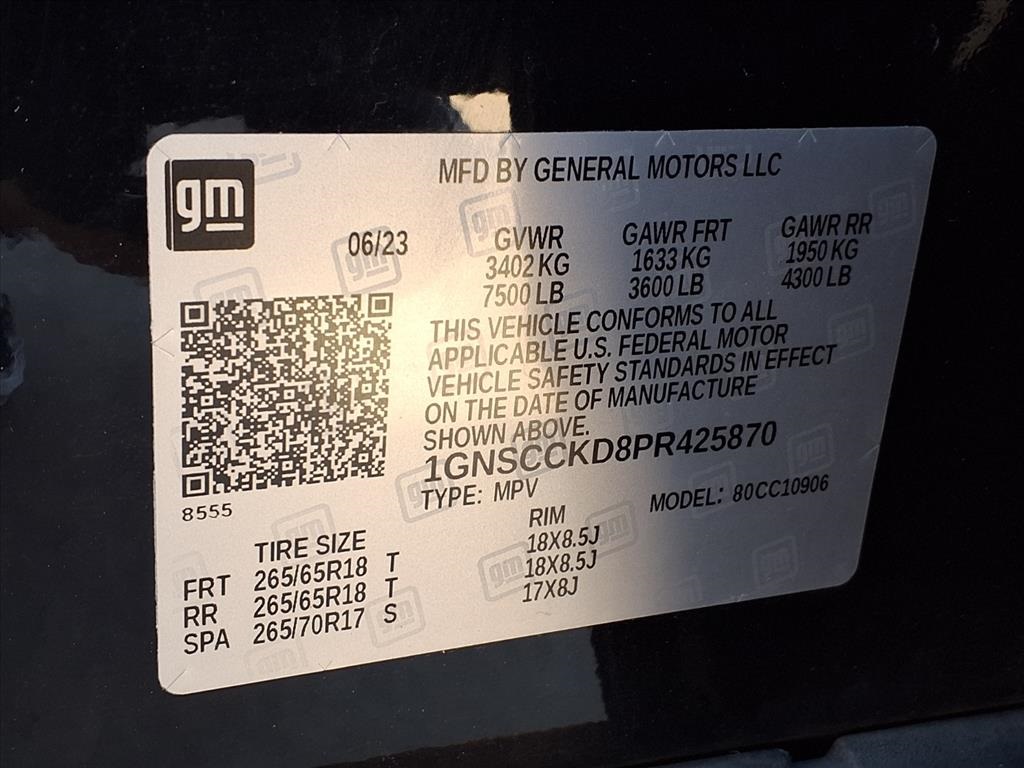 gm
MFD BY GENERAL MOTORS LLC
06/23
GVWR GAWR FRT GAWR RR
3402 KG 1633 KG 1950 KG
7500 LB 3600 LB 4300 LB
THIS VEHICLE CONFORMS TO ALL
APPLICABLE U.S. FEDERAL MOTOR
VEHICLE SAFETY STANDARDS IN EFFECT
ON THE DATE OF MANUFACTURE
SHOWN ABOVE.
1GNSCCKD8PR425870
TYPE: MPV MODEL: 80CC10906
8555
TIRE SIZE RIM
FRT 265/65R18 T 18X8.5J
RR 265/65R18 T 18X8.5J
SPA 265/70R17 S 17X8J